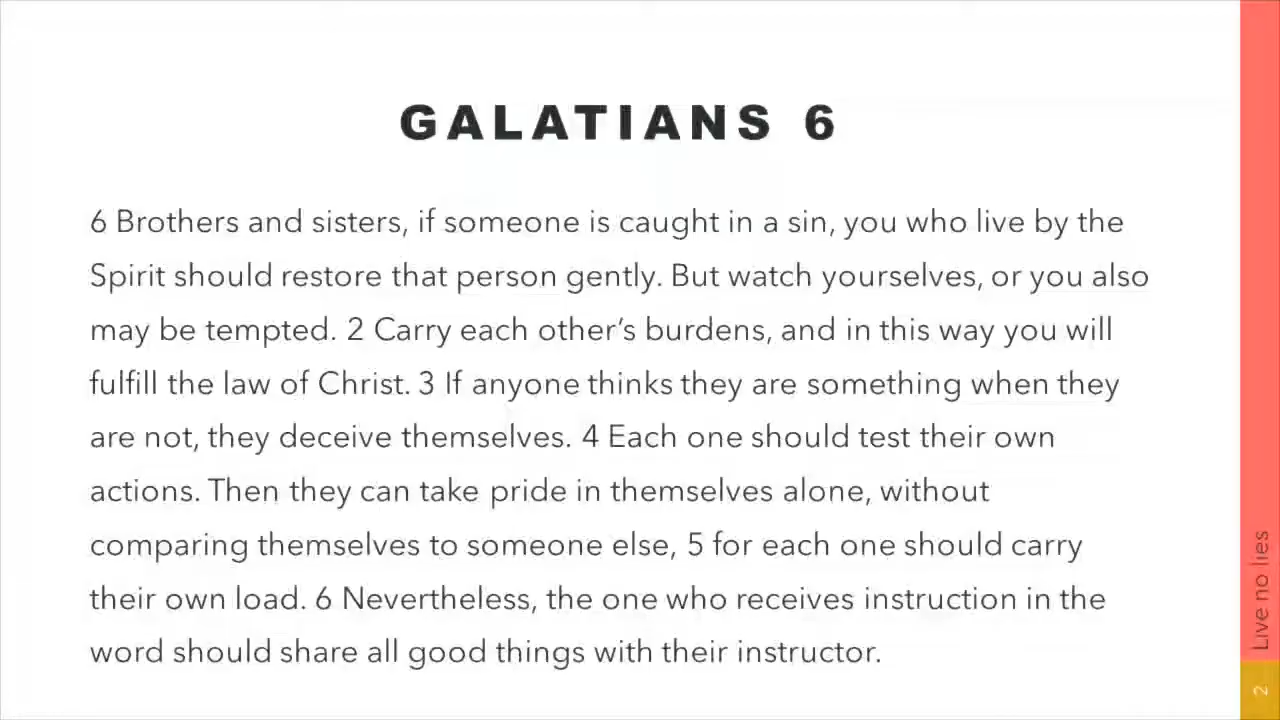 GALATIANS 6
6 Brothers and sisters, if someone is caught in a sin, you who live by the
Spirit should restore that person gently. But watch yourselves, or you also
may be tempted. 2 Carry each other’s burdens, and in this way you will
fulfill the law of Christ. 3 If anyone thinks they are something when they
are not, they deceive themselves. 4 Each one should test their own
actions. Then they can take pride in themselves alone, without
comparing themselves to someone else, 5 for each one should carry
their own load. 6 Nevertheless, the one who receives instruction in the
word should share all good things with their instructor.
Live no lies
2